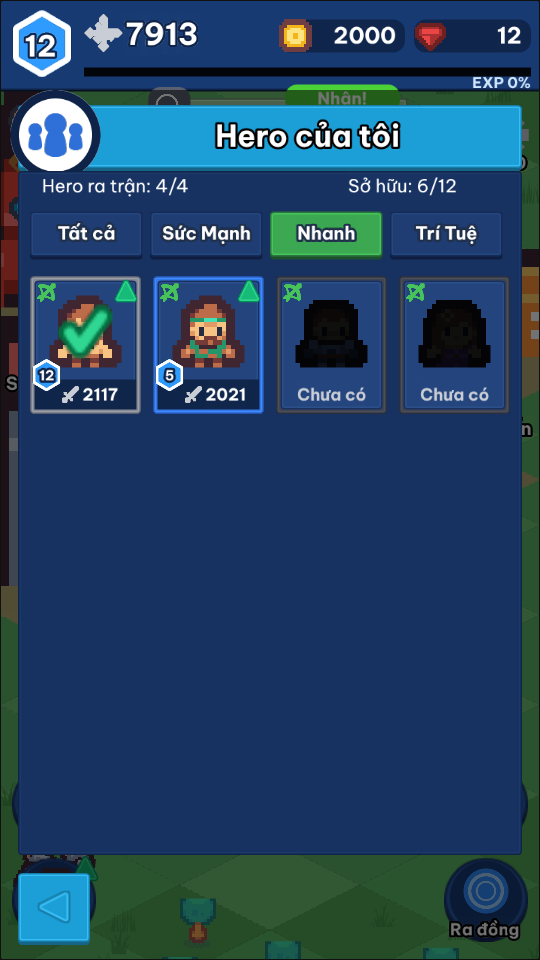 12
7913
2000
12
EXP 0%
Nhận!
Hero của tôi
Hero ra trận: 4/4
Sở hữu: 6/12
Tất cả
Sức Mạnh
Nhanh
Trí Tuệ
12
2117
5
2021
Chưa có
Chưa có
Ra đồng